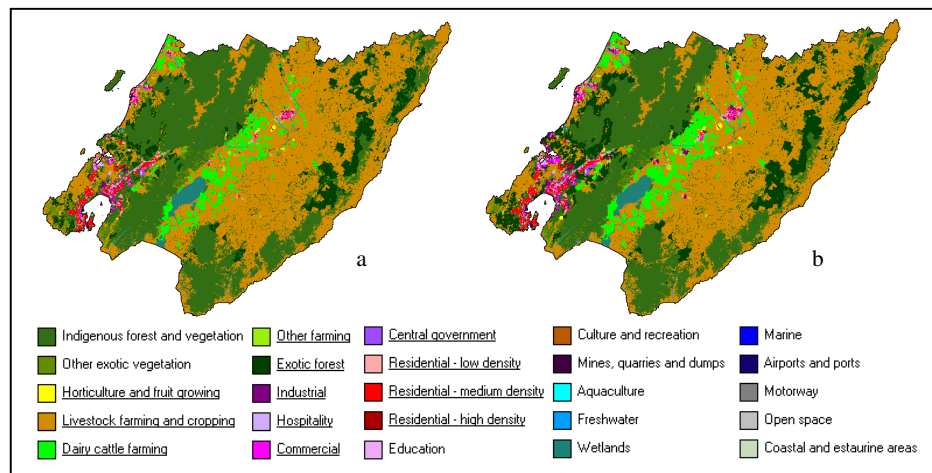 a
b
Indigenous forest and vegetation
Other exotic vegetation
Horticulture and fruit growing
Livestock farming and cropping
Dairy cattle farming
Other farming
Exotic forest
Industrial
Hospitality
Commercial
Central government
Residential - low density
Residential - medium density
Residential - high density
Education
Culture and recreation
Mines, quarries and dumps
Aquaculture
Freshwater
Wetlands
Marine
Airports and ports
Motorway
Open space
Coastal and estaurine areas